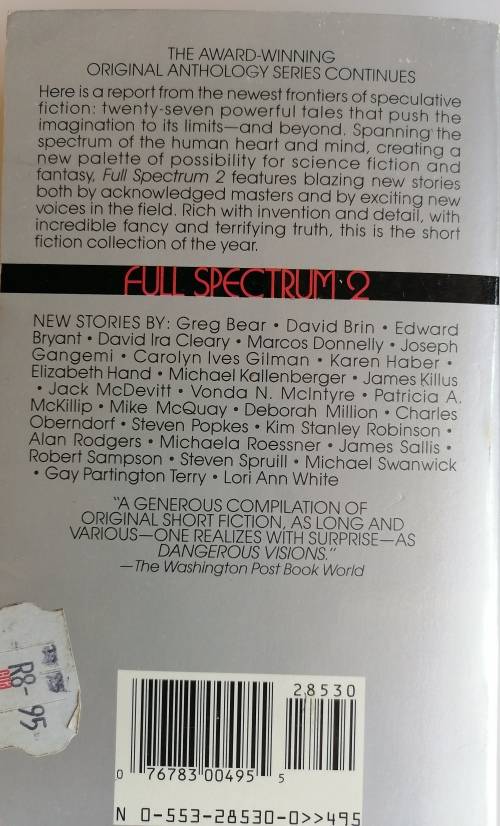 THE AWARD-WINNING
ORIGINAL ANTHOLOGY SERIES CONTINUES
Here is a report from the newest frontiers of speculative
fiction: twenty-seven powerful tales that push the
imagination to its limits—and beyond. Spanning the
spectrum of the human heart and mind, creating a
new palette of possibility for science fiction and
fantasy, Full Spectrum 2 features blazing new stories
both by acknowledged masters and by exciting new
voices in the field. Rich with invention and detail, with
incredible fancy and terrifying truth, this is the short
fiction collection of the year.
FULL SPECTRUM 2
NEW STORIES BY: Greg Bear • David Brin • Edward
Bryant • David Ira Cleary • Marcos Donnelly • Joseph
Gangemi • Carolyn Ives Gilman • Karen Haber •
Elizabeth Hand • Michael Kallenberger • James Killus
• Jack McDevitt • Vonda N. McIntyre • Patricia A.
McKillip • Mike McQuay • Deborah Million • Charles
Oberndorf • Steven Popkes • Kim Stanley Robinson •
Alan Rodgers • Michaela Roessner • James Sallis •
Robert Sampson • Steven Spruill • Michael Swanwick
• Gay Partington Terry • Lori Ann White
"A GENEROUS COMPILATION OF
ORIGINAL SHORT FICTION, AS LONG AND
VARIOUS—ONE REALIZES WITH SURPRISE—AS
DANGEROUS VISIONS."
—The Washington Post Book World
R8-95
28530
0 76783 00495 5
N 0-553-28530-0>>495